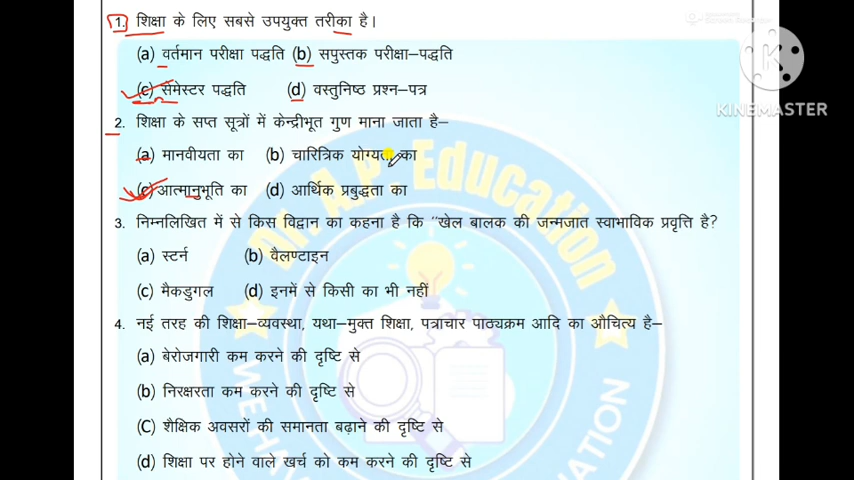 1. शिक्षा के लिए सबसे उपयुक्त तरीका है।
(a) वर्तमान परीक्षा पद्धति (b) सपुस्तक परीक्षा–पद्धति
(c) सेमेस्टर पद्धति (d) वस्तुनिष्ठ प्रश्न–पत्र
2. शिक्षा के सप्त सूत्रों में केन्द्रीभूत गुण माना जाता है–
(a) मानवीयता का (b) चारित्रिक योग्यता का
(c) आत्मानुभूति का (d) आर्थिक प्रबुद्धता का
3. निम्नलिखित में से किस विद्वान का कहना है कि "खेल बालक की जन्मजात स्वाभाविक प्रवृत्ति है?
(a) स्टर्न (b) वैलण्टाइन
(c) मैकडुगल (d) इनमें से किसी का भी नहीं
4. नई तरह की शिक्षा–व्यवस्था, यथा–मुक्त शिक्षा, पत्राचार पाठ्यक्रम आदि का औचित्य है–
(a) बेरोजगारी कम करने की दृष्टि से
(b) निरक्षरता कम करने की दृष्टि से
(C) शैक्षिक अवसरों की समानता बढ़ाने की दृष्टि से
(d) शिक्षा पर होने वाले खर्च को कम करने की दृष्टि से
KINEMASTER
Dr. A.P. Education